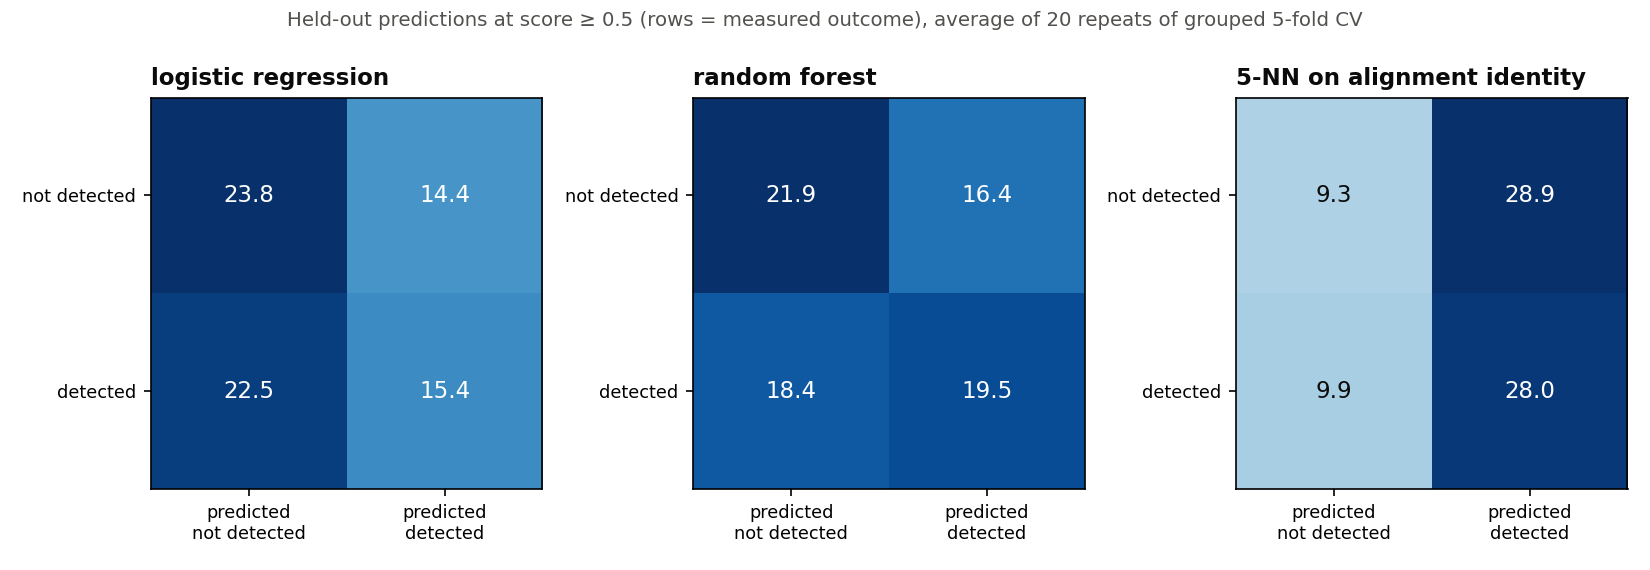 Held-out predictions at score ≥ 0.5 (rows = measured outcome), average of 20 repeats of grouped 5-fold CV
logistic regression
not detected
23.8
14.4
detected
22.5
15.4
predicted
not detected
predicted
detected
random forest
not detected
21.9
16.4
detected
18.4
19.5
predicted
not detected
predicted
detected
5-NN on alignment identity
not detected
9.3
28.9
detected
9.9
28.0
predicted
not detected
predicted
detected